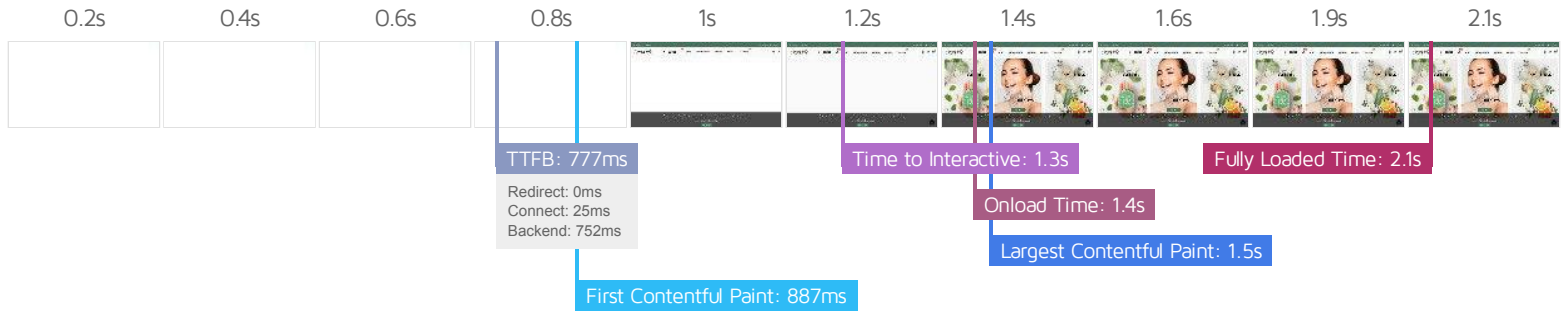 0.2s
0.4s
0.6s
0.8s
1s
1.2s
1.4s
1.6s
1.9s
2.1s
TTFB: 777ms
Redirect: 0ms
Connect: 25ms
Backend: 752ms
Time to Interactive: 1.3s
Fully Loaded Time: 2.1s
Onload Time: 1.4s
Largest Contentful Paint: 1.5s
First Contentful Paint: 887ms